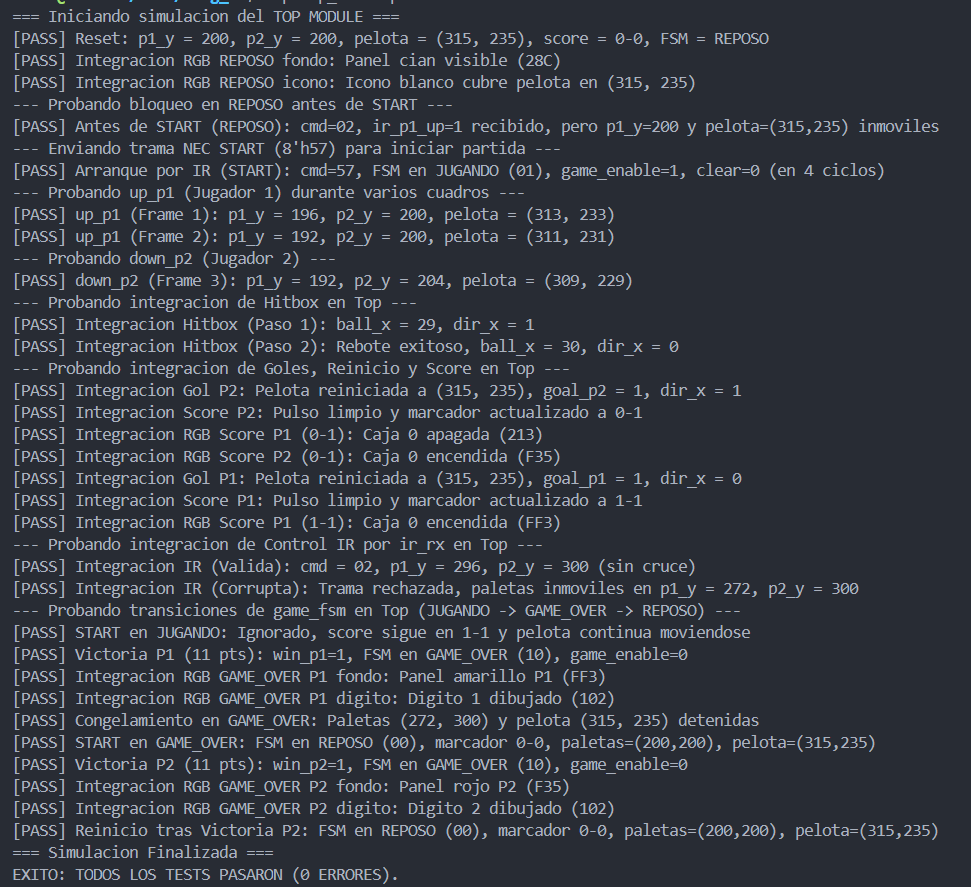 === Iniciando simulacion del TOP MODULE ===
[PASS] Reset: p1_y = 200, p2_y = 200, pelota = (315, 235), score = 0-0, FSM = REPOSO
[PASS] Integracion RGB REPOSO fondo: Panel cian visible (28C)
[PASS] Integracion RGB REPOSO icono: Icono blanco cubre pelota en (315, 235)
--- Probando bloqueo en REPOSO antes de START ---
[PASS] Antes de START (REPOSO): cmd=02, ir_p1_up=1 recibido, pero p1_y=200 y pelota=(315,235) inmoviles
--- Enviando trama NEC START (8'h57) para iniciar partida ---
[PASS] Arranque por IR (START): cmd=57, FSM en JUGANDO (01), game_enable=1, clear=0 (en 4 ciclos)
--- Probando up_p1 (Jugador 1) durante varios cuadros ---
[PASS] up_p1 (Frame 1): p1_y = 196, p2_y = 200, pelota = (313, 233)
[PASS] up_p1 (Frame 2): p1_y = 192, p2_y = 200, pelota = (311, 231)
--- Probando down_p2 (Jugador 2) ---
[PASS] down_p2 (Frame 3): p1_y = 192, p2_y = 204, pelota = (309, 229)
--- Probando integracion de Hitbox en Top ---
[PASS] Integracion Hitbox (Paso 1): ball_x = 29, dir_x = 1
[PASS] Integracion Hitbox (Paso 2): Rebote exitoso, ball_x = 30, dir_x = 0
--- Probando integracion de Goles, Reinicio y Score en Top ---
[PASS] Integracion Gol P2: Pelota reiniciada a (315, 235), goal_p2 = 1, dir_x = 1
[PASS] Integracion Score P2: Pulso limpio y marcador actualizado a 0-1
[PASS] Integracion RGB Score P1 (0-1): Caja 0 apagada (213)
[PASS] Integracion RGB Score P2 (0-1): Caja 0 encendida (F35)
[PASS] Integracion Gol P1: Pelota reiniciada a (315, 235), goal_p1 = 1, dir_x = 0
[PASS] Integracion Score P1: Pulso limpio y marcador actualizado a 1-1
[PASS] Integracion RGB Score P1 (1-1): Caja 0 encendida (FF3)
--- Probando integracion de Control IR por ir_rx en Top ---
[PASS] Integracion IR (Valida): cmd = 02, p1_y = 296, p2_y = 300 (sin cruce)
[PASS] Integracion IR (Corrupta): Trama rechazada, paletas inmoviles en p1_y = 272, p2_y = 300
--- Probando transiciones de game_fsm en Top (JUGANDO -> GAME_OVER -> REPOSO) ---
[PASS] START en JUGANDO: Ignorado, score sigue en 1-1 y pelota continua moviendose
[PASS] Victoria P1 (11 pts): win_p1=1, FSM en GAME_OVER (10), game_enable=0
[PASS] Integracion RGB GAME_OVER P1 fondo: Panel amarillo P1 (FF3)
[PASS] Integracion RGB GAME_OVER P1 digito: Digito 1 dibujado (102)
[PASS] Congelamiento en GAME_OVER: Paletas (272, 300) y pelota (315, 235) detenidas
[PASS] START en GAME_OVER: FSM en REPOSO (00), marcador 0-0, paletas=(200,200), pelota=(315,235)
[PASS] Victoria P2 (11 pts): win_p2=1, FSM en GAME_OVER (10), game_enable=0
[PASS] Integracion RGB GAME_OVER P2 fondo: Panel rojo P2 (F35)
[PASS] Integracion RGB GAME_OVER P2 digito: Digito 2 dibujado (102)
[PASS] Reinicio tras Victoria P2: FSM en REPOSO (00), marcador 0-0, paletas=(200,200), pelota=(315,235)
=== Simulacion Finalizada ===
EXITO: TODOS LOS TESTS PASARON (0 ERRORES).